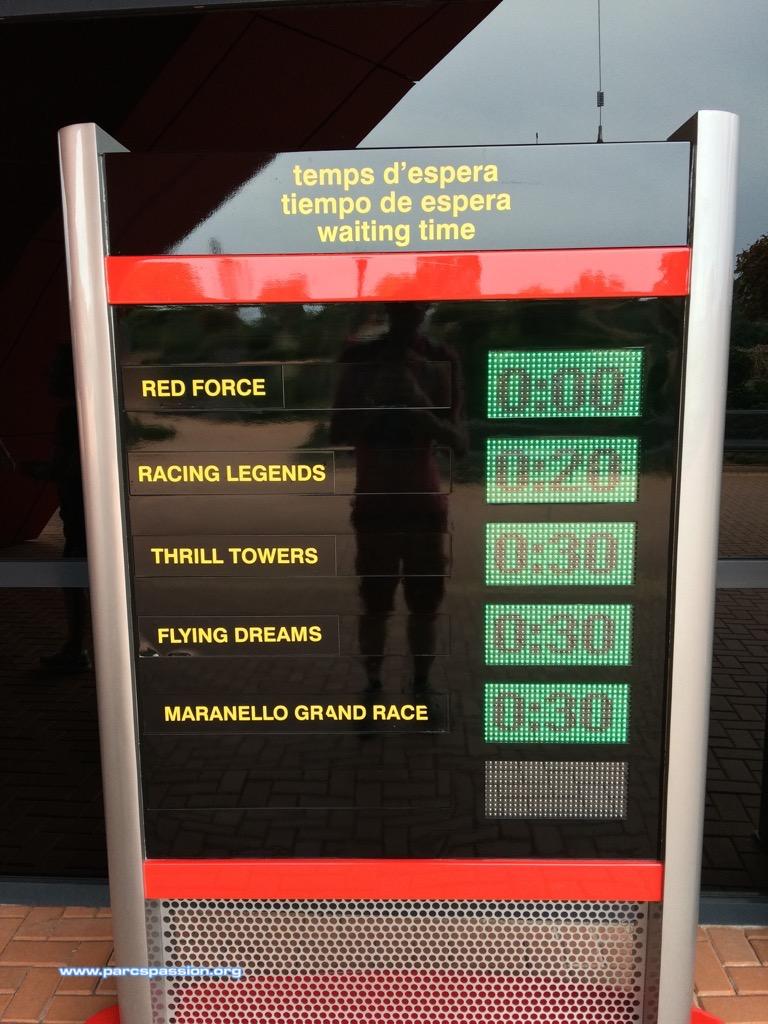 temps d'espera
tiempo de espera
waiting time
RED FORCE 0:00
RACING LEGENDS 0:20
THRILL TOWERS 0:30
FLYING DREAMS 0:30
MARANELLO GRAND RACE 0:30
www.parcspassion.org